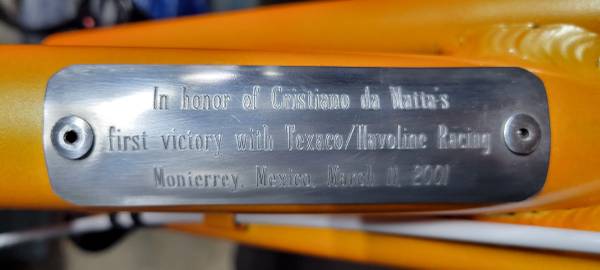 In honor of Cristiano da Matta's
first victory with Texaco/Havoline Racing
Monterrey, Mexico, March 11, 2001